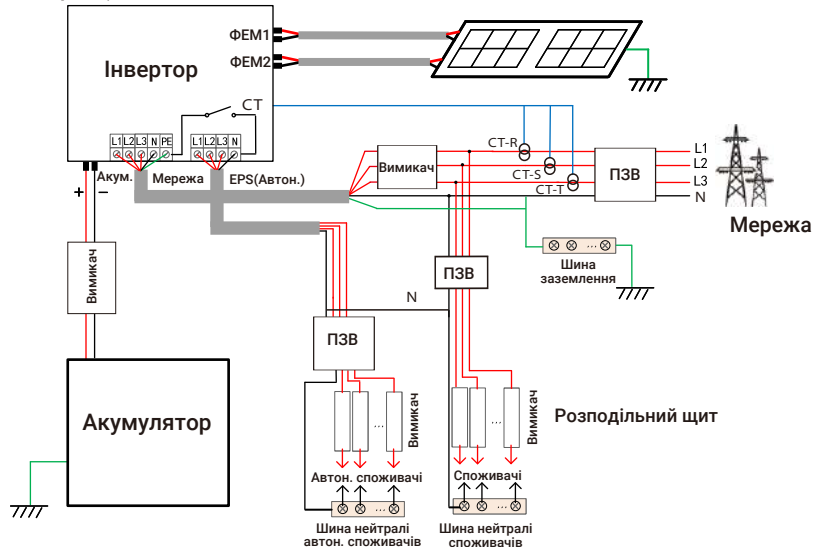 ФЕМ1
ФЕМ2
Інвертор
СТ
L1 L2 L3 N PE
L1 L2 L3 N
Акум.
Мережа
EPS(Автон.)
+
−
Вимикач
Акумулятор
Вимикач
CT-R
CT-S
CT-T
ПЗВ
L1
L2
L3
N
Мережа
Шина
заземлення
ПЗВ
N
ПЗВ
...
Вимикач
...
Вимикач
Розподільний щит
Автон. споживачі
Споживачі
...
...
...
Шина нейтралі
автон. споживачів
Шина нейтралі
споживачів